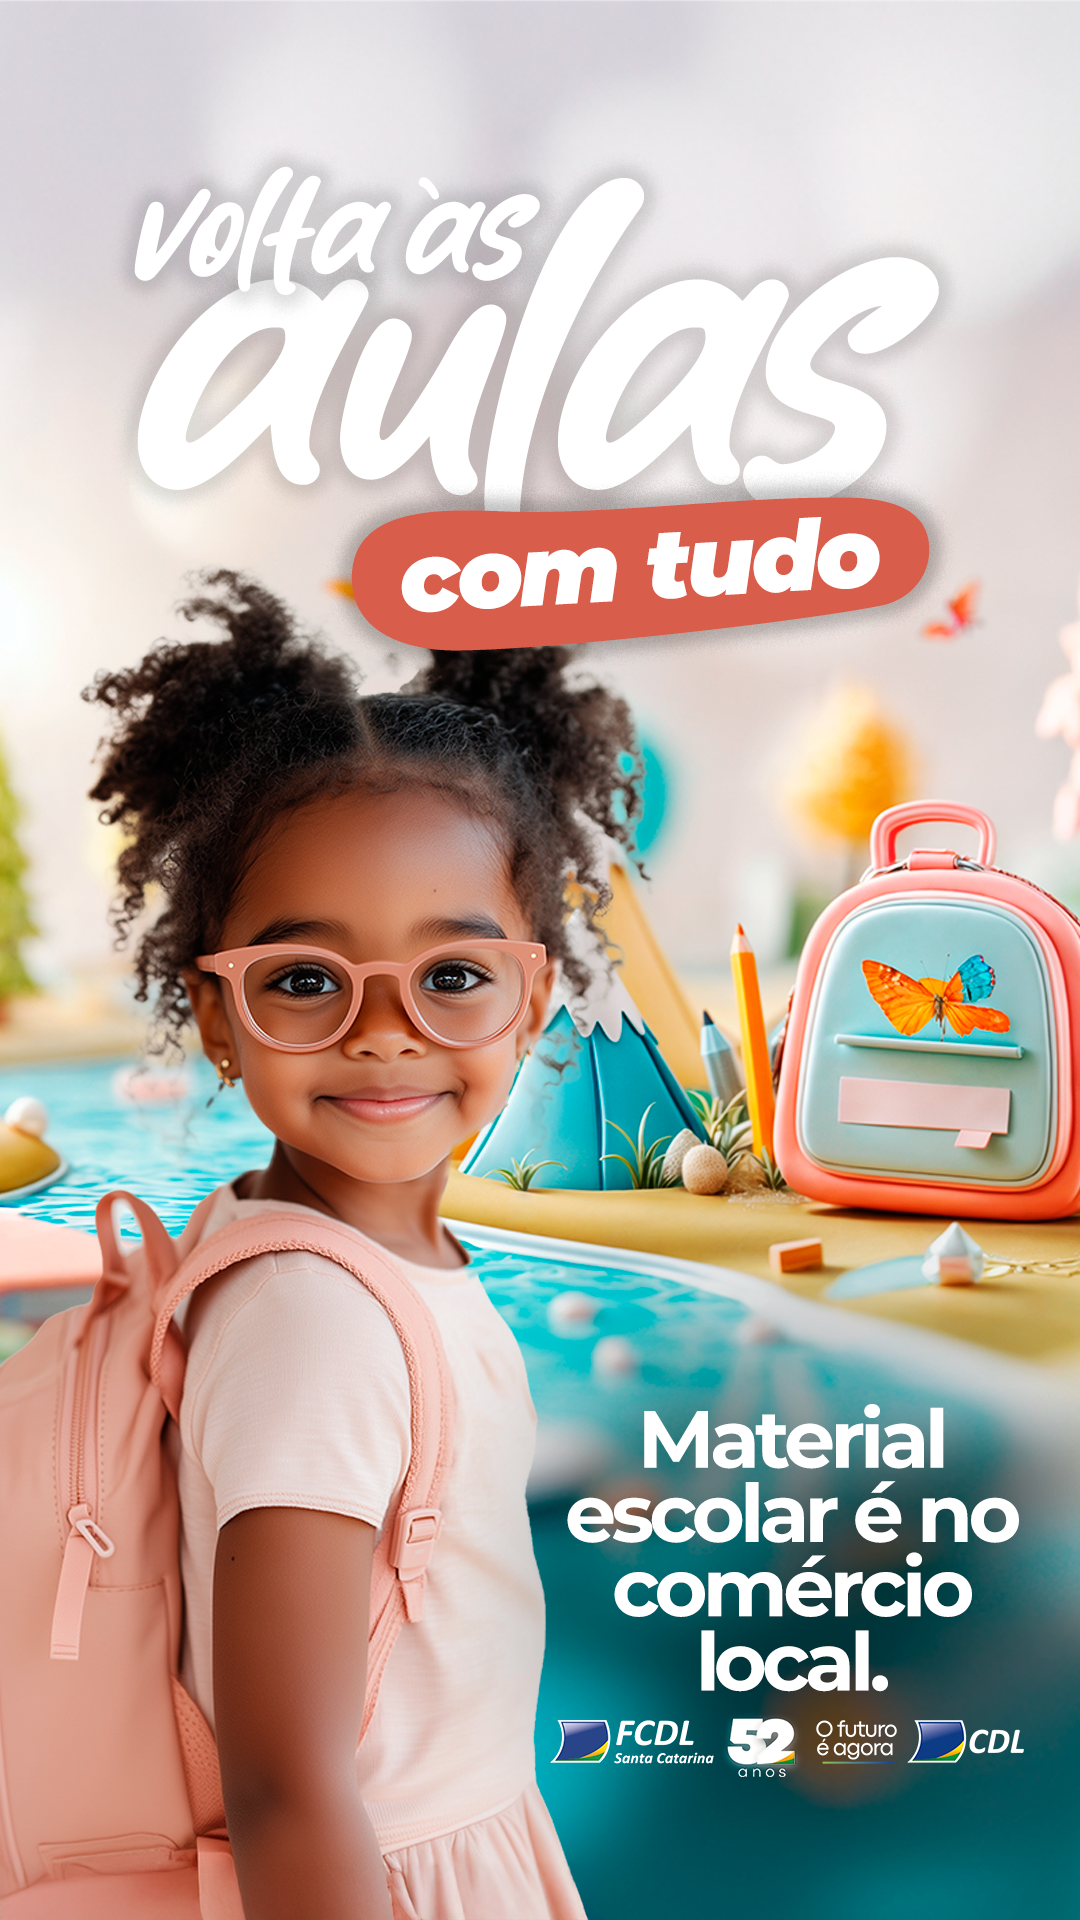 volta às
aulas
com tudo
Material
escolar é no
comércio
local.
FCDL
Santa Catarina
52
anos
O futuro
é agora
CDL